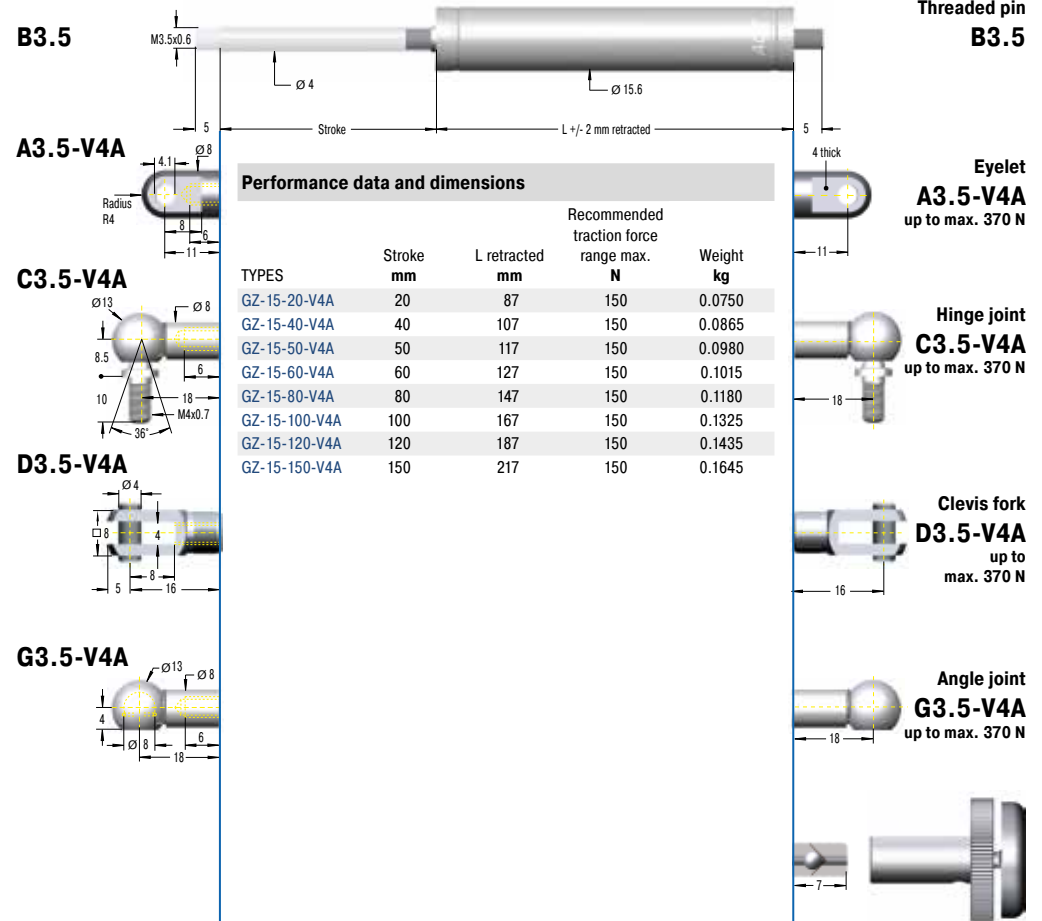 Threaded pin
B3.5
B3.5
M3.5x0.6
Ø 4
Ø 15.6
5
Stroke
L +/- 2 mm retracted
5
A3.5-V4A
4.1
Ø 8
Radius
R4
8
6
11
4 thick
11
Eyelet
A3.5-V4A
up to max. 370 N
Performance data and dimensions
TYPES
Stroke
mm
L retracted
mm
Recommended
traction force
range max.
N
Weight
kg
GZ-15-20-V4A 20 87 150 0.0750
GZ-15-40-V4A 40 107 150 0.0865
GZ-15-50-V4A 50 117 150 0.0980
GZ-15-60-V4A 60 127 150 0.1015
GZ-15-80-V4A 80 147 150 0.1180
GZ-15-100-V4A 100 167 150 0.1325
GZ-15-120-V4A 120 187 150 0.1435
GZ-15-150-V4A 150 217 150 0.1645
C3.5-V4A
Ø13
Ø 8
8.5
6
10
18
M4x0.7
36°
18
Hinge joint
C3.5-V4A
up to max. 370 N
D3.5-V4A
Ø 4
□ 8
4
8
5
16
16
Clevis fork
D3.5-V4A
up to
max. 370 N
G3.5-V4A
Ø13
Ø 8
4
Ø 8
6
18
18
Angle joint
G3.5-V4A
up to max. 370 N
7